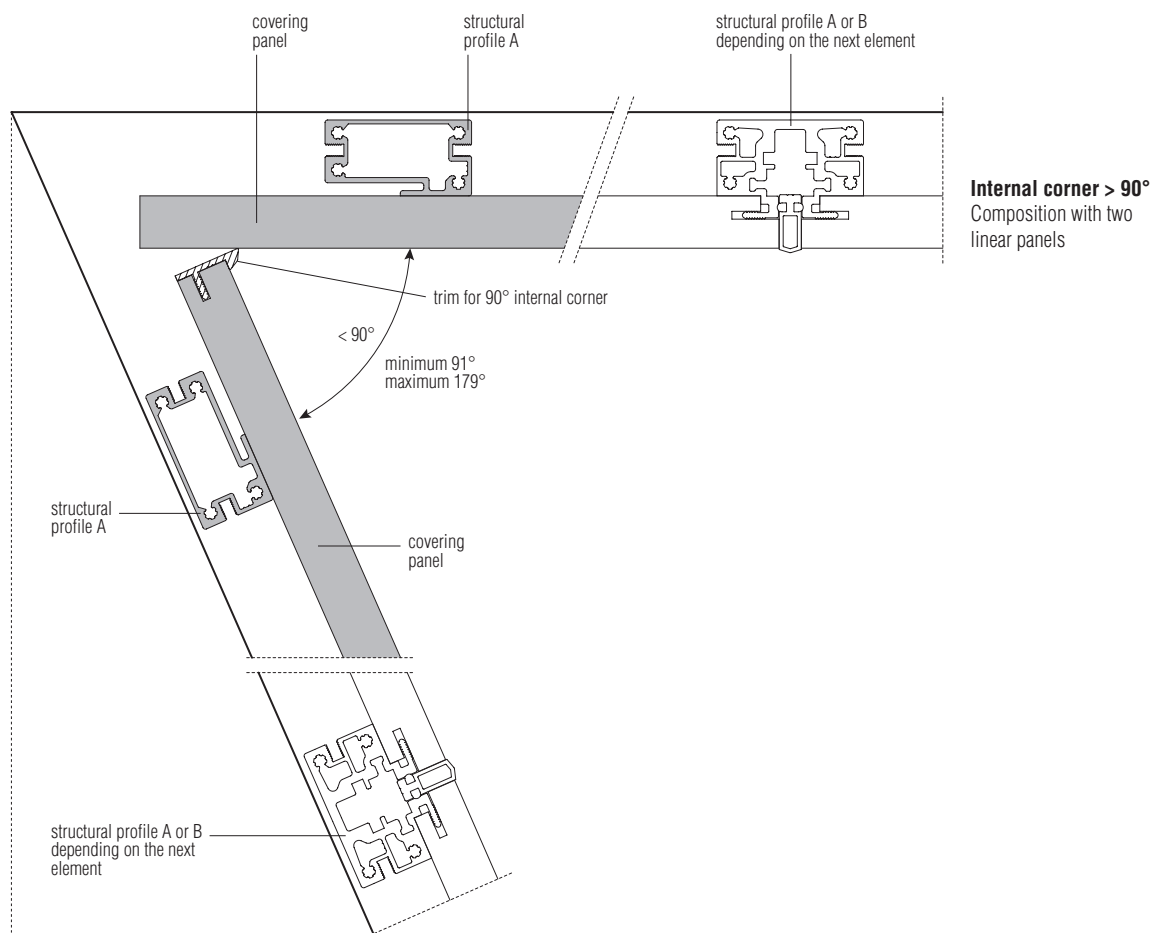 covering
panel
structural
profile A
structural profile A or B
depending on the next element
Internal corner > 90°
Composition with two
linear panels
trim for 90° internal corner
< 90°
minimum 91°
maximum 179°
structural
profile A
covering
panel
structural profile A or B
depending on the next
element